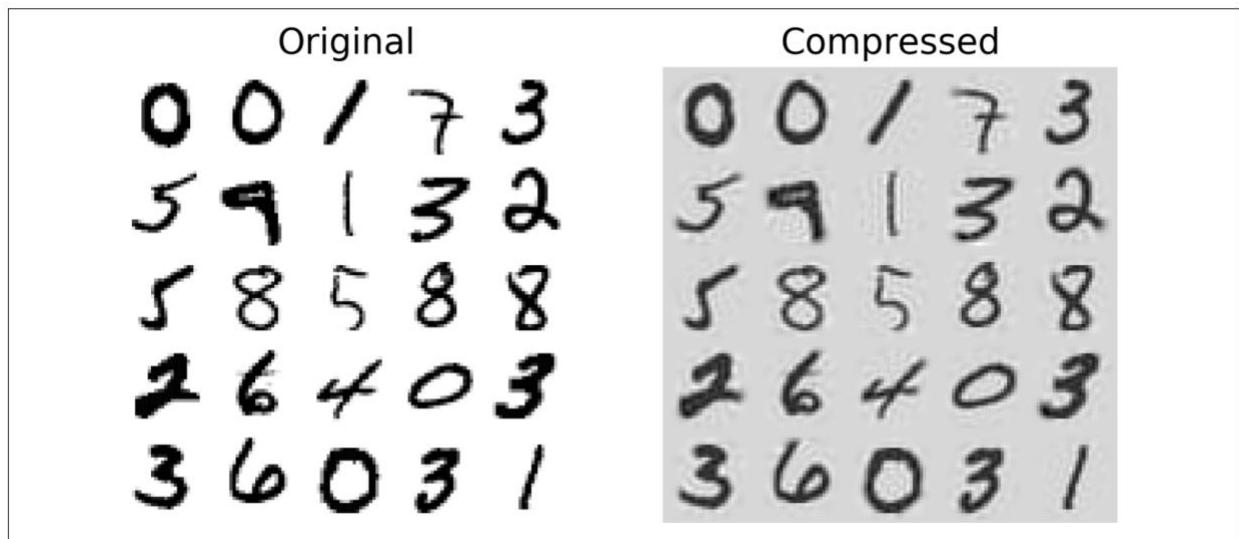 Original Compressed
0 0 1 7 3 0 0 1 7 3
5 9 1 3 2 5 9 1 3 2
5 8 5 8 8 5 8 5 8 8
2 6 4 0 3 2 6 4 0 3
3 6 0 3 1 3 6 0 3 1